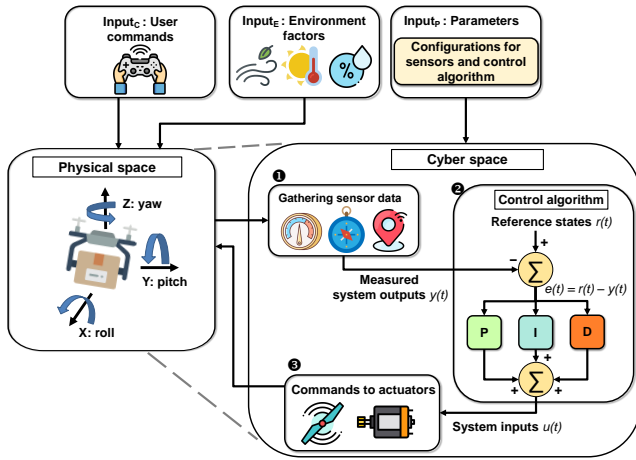 Input_C : User
commands
Input_E : Environment
factors
%
Input_P : Parameters
Configurations for
sensors and control
algorithm
Physical space
Z: yaw
Y: pitch
X: roll
Cyber space
❶
Gathering sensor data
Measured
system outputs y(t)
❷
Control algorithm
Reference states r(t)
+
−
∑
e(t) = r(t) − y(t)
P
I
D
+
+
+
∑
System inputs u(t)
❸
Commands to actuators